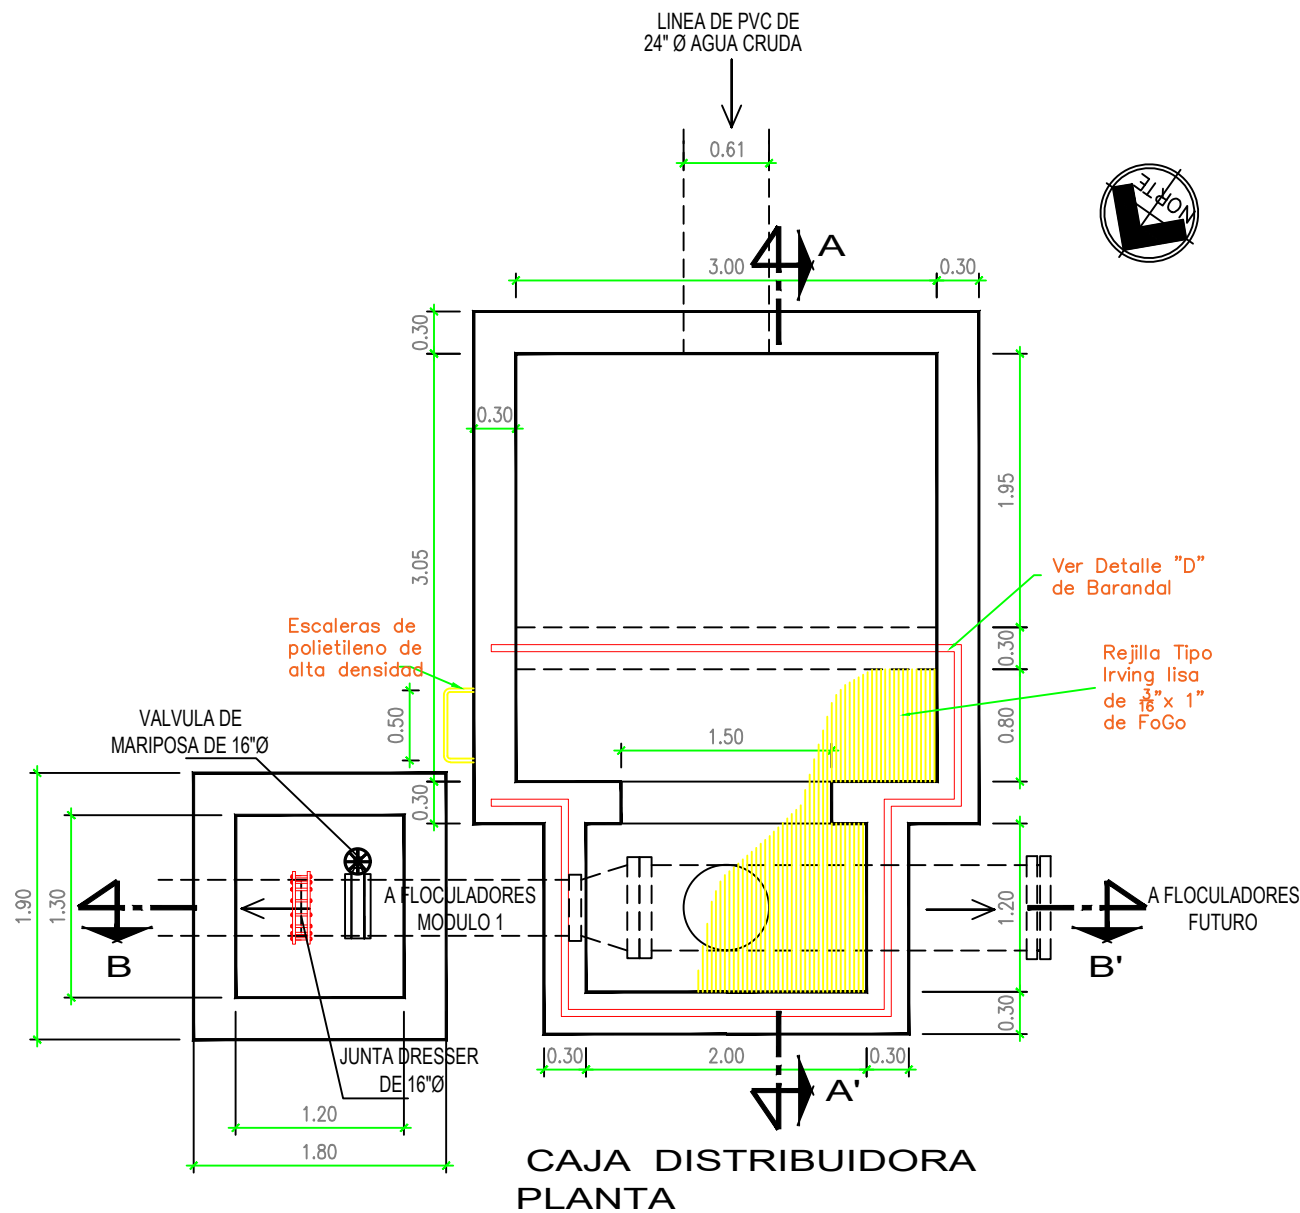 LINEA DE PVC DE
24" Ø AGUA CRUDA
0.61
NORTE
A
3.00
0.30
0.30
0.30
3.05
1.95
Ver Detalle "D"
de Barandal
Escaleras de
polietileno de
alta densidad
0.30
Rejilla Tipo
Irving lisa
de 3/16"x 1"
de FoGo
0.50
0.80
VALVULA DE
MARIPOSA DE 16"Ø
1.50
0.30
1.90
1.30
A FLOCULADORES
MODULO 1
1.20
A FLOCULADORES
FUTURO
B
B'
0.30
JUNTA DRESSER
DE 16"Ø
0.30
2.00
0.30
A'
1.20
1.80
CAJA DISTRIBUIDORA
PLANTA